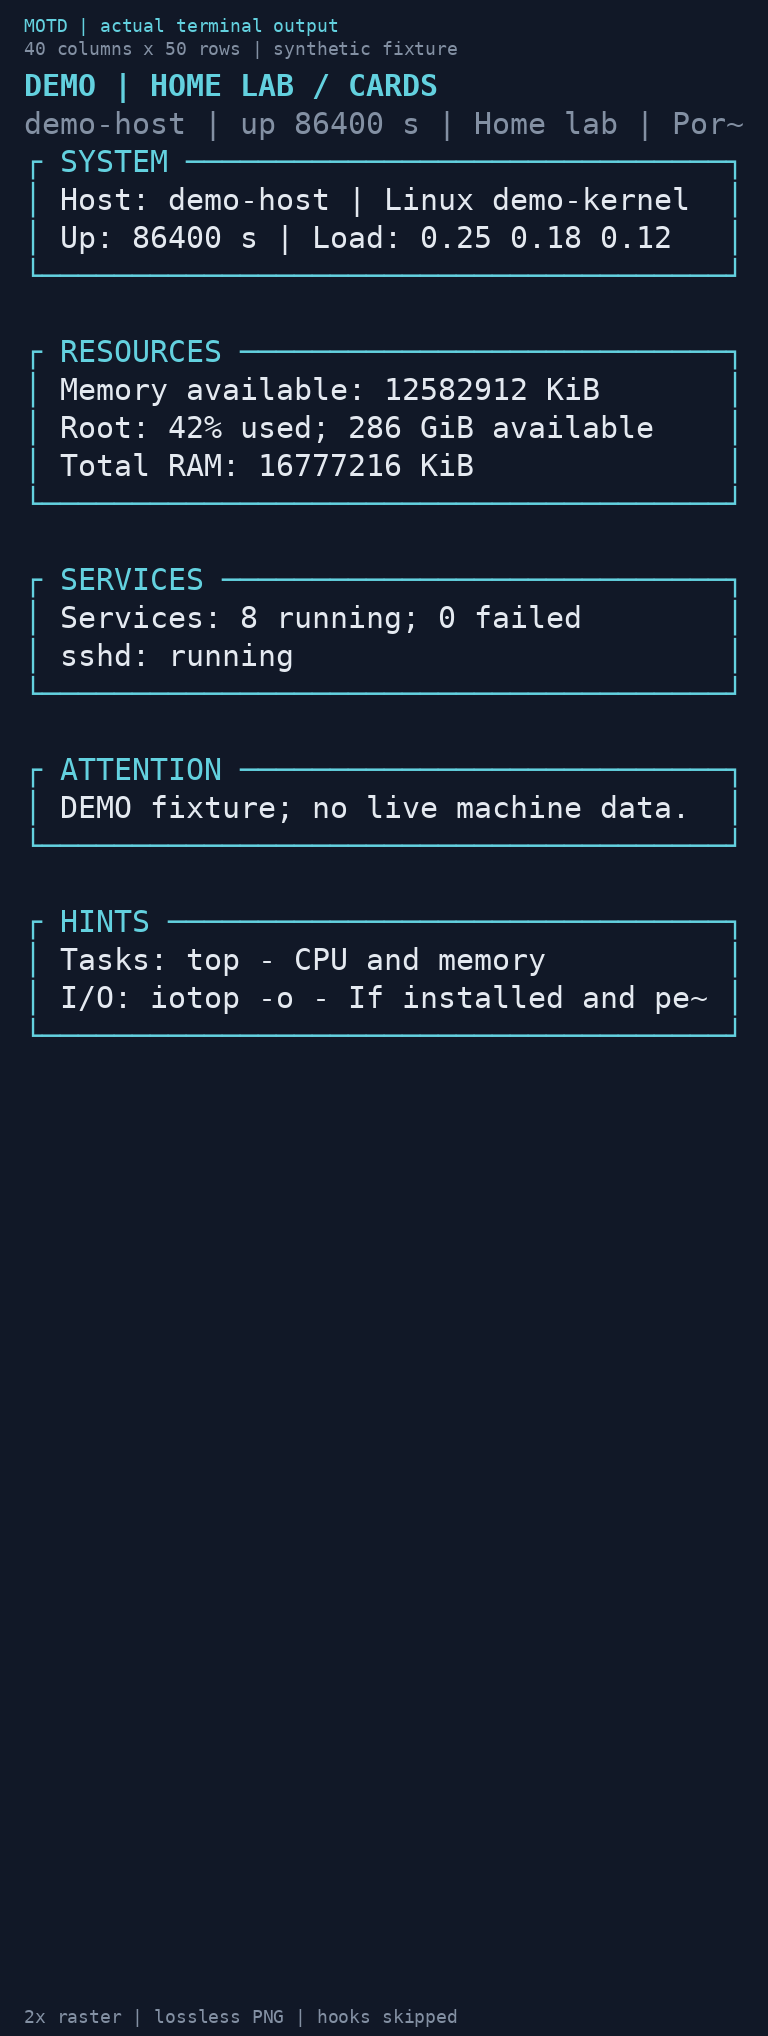 MOTD | actual terminal output
40 columns x 50 rows | synthetic fixture
DEMO | HOME LAB / CARDS
demo-host | up 86400 s | Home lab | Por~
SYSTEM
Host: demo-host | Linux demo-kernel
Up: 86400 s | Load: 0.25 0.18 0.12
RESOURCES
Memory available: 12582912 KiB
Root: 42% used; 286 GiB available
Total RAM: 16777216 KiB
SERVICES
Services: 8 running; 0 failed
sshd: running
ATTENTION
DEMO fixture; no live machine data.
HINTS
Tasks: top - CPU and memory
I/O: iotop -o - If installed and pe~
2x raster | lossless PNG | hooks skipped